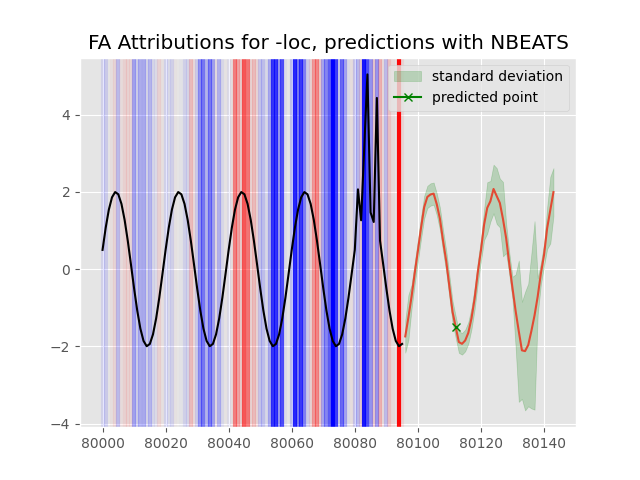 FA Attributions for -loc, predictions with NBEATS
standard deviation
predicted point
4
2
0
−2
−4
80000 80020 80040 80060 80080 80100 80120 80140